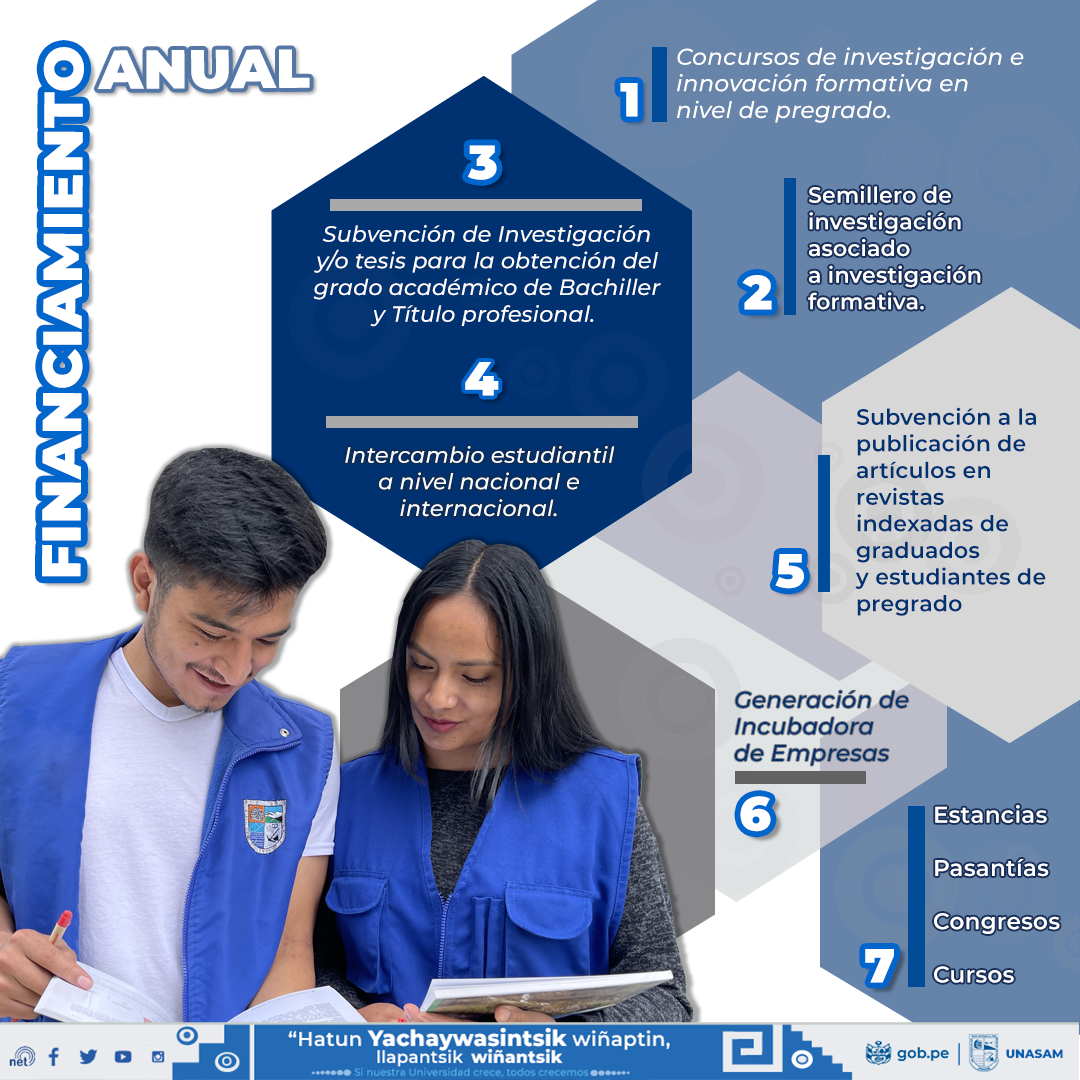 FINANCIAMIENTO
ANUAL
1
Concursos de investigación e
innovación formativa en
nivel de pregrado.
2
Semillero de
investigación
asociado
a investigación
formativa.
3
Subvención de Investigación
y/o tesis para la obtención del
grado académico de Bachiller
y Título profesional.
4
Intercambio estudiantil
a nivel nacional e
internacional.
5
Subvención a la
publicación de
artículos en
revistas
indexadas de
graduados
y estudiantes de
pregrado
Generación de
Incubadora
de Empresas
6
7
Estancias
Pasantías
Congresos
Cursos
net
“Hatun Yachaywasintsik wiñaptin,
llapantsik wiñantsik
Si nuestra Universidad crece, todos crecemos
gob.pe
UNASAM